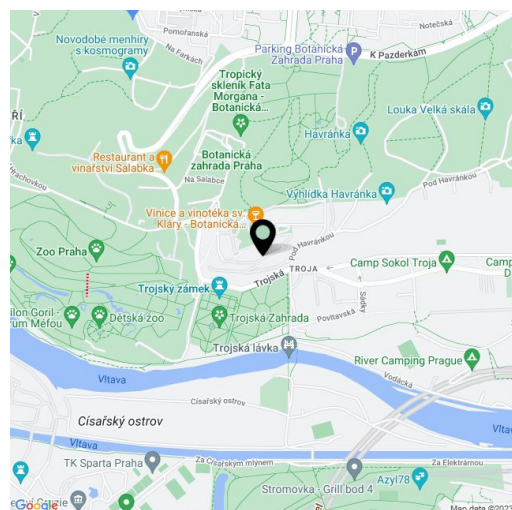 Pomořanská
Notečská
Novodobé menhiry
s kosmogramy
Na Farkách
Parking Botanická
Zahrada Praha
K Pazderkám
Tropický
skleník Fata
Morgana -
Botanická...
Louka Velká skála
Havránka
Restaurant a
vinařství Salabka
Botanická
zahrada Praha
Na Salabce
Pod Havránkou
Výhlídka Havránka
Vinice a vinotéka sv.
Kláry - Botanická...
Pod Havránkou
Zoo Praha
TROJA
Camp Sokol Troja
Camp
D
Trojská
Trojský zámek
Sádky
Dětská zoo
Trojská Zahrada
Povltavská
Trojská lávka
River Camping Prague
Vltava
Vodácká
Císařský ostrov
Císařský ostrov
Vlta
Vltava
TK Sparta Praha
Za Císařským mlýnem
Za Elektrárnou
Stromovka - Grill bod 4
Azyl78
Google
Map data ©202